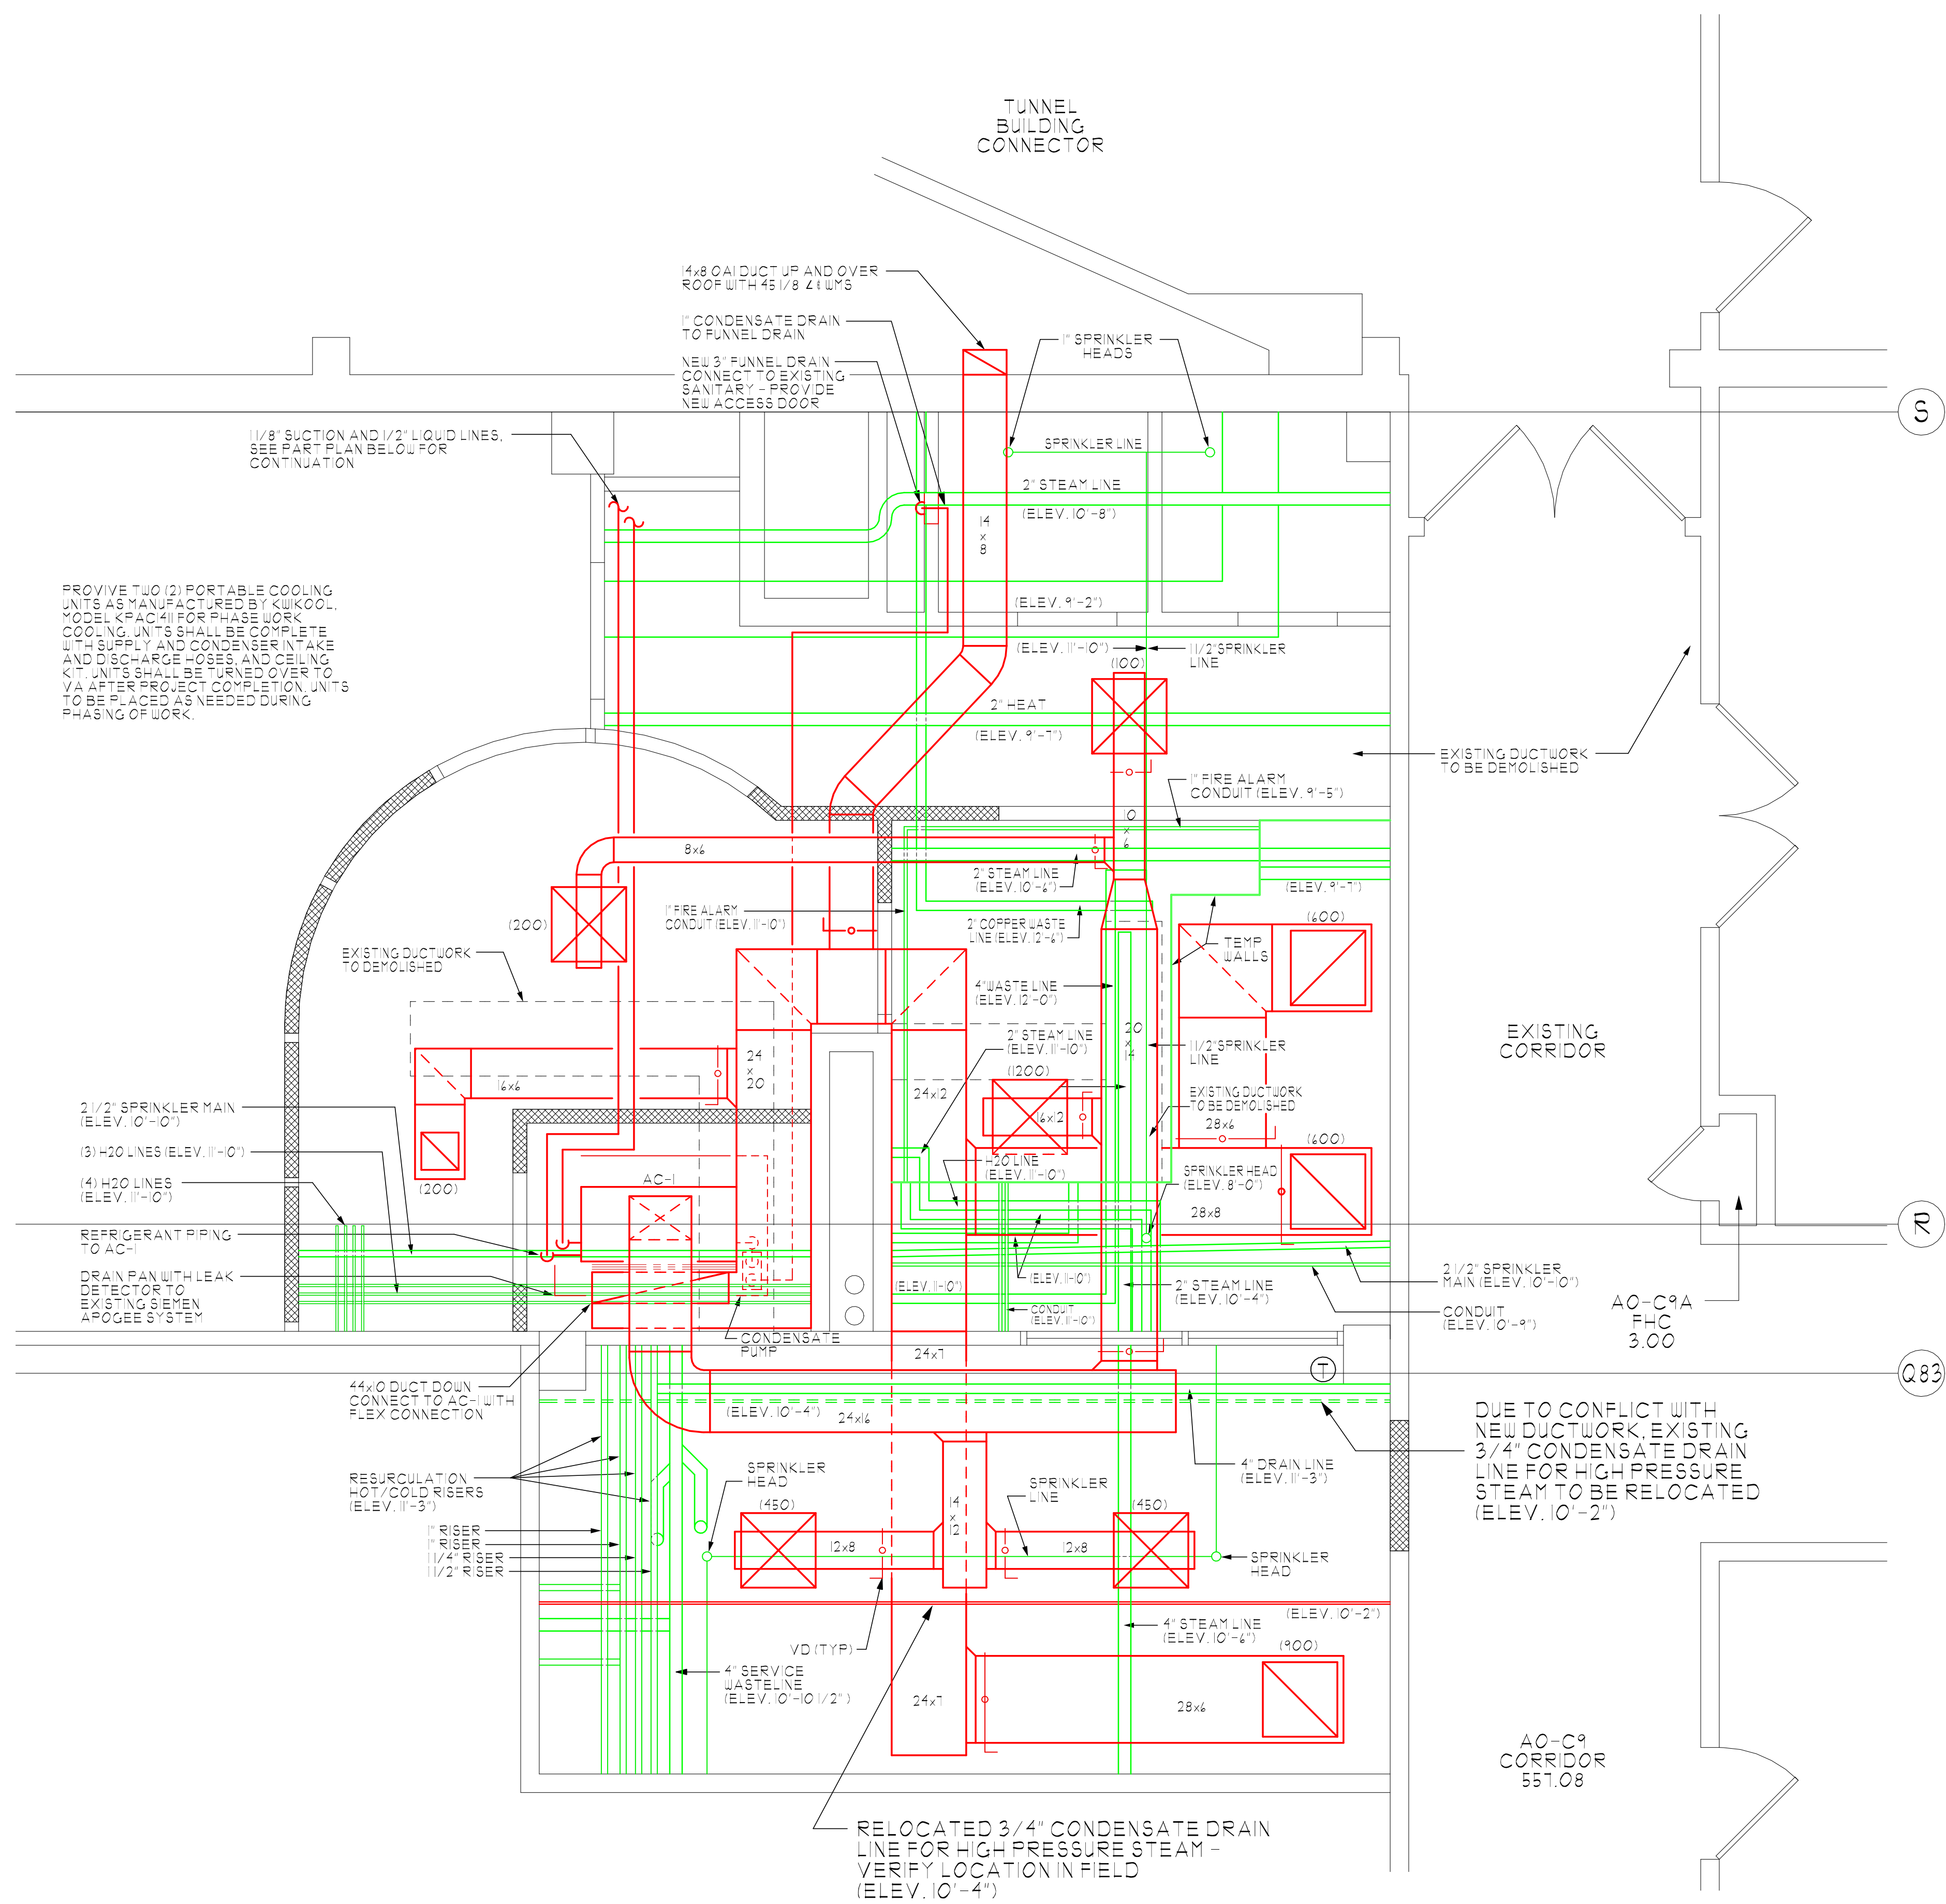 TUNNEL
BUILDING
CONNECTOR
14x8 OAI DUCT UP AND OVER
1" CONDENSATE DRAIN
TO FUNNEL DRAIN
NEW 3" FUNNEL DRAIN
CONNECT TO EXISTING
SANITARY - PROVIDE
NEW ACCESS DOOR
1" SPRINKLER
HEADS
S
1 1/8" SUCTION AND 1/2" LIQUID LINES,
SEE PART PLAN BELOW FOR
CONTINUATION
SPRINKLER LINE
2" STEAM LINE
(ELEV. 10'-8")
14
x
8
PROVIVE TWO (2) PORTABLE COOLING
UNITS AS MANUFACTURED BY KWIKOOL,
MODEL KPAC1411 FOR PHASE WORK
COOLING. UNITS SHALL BE COMPLETE
WITH SUPPLY AND CONDENSER INTAKE
AND DISCHARGE HOSES, AND CEILING
KIT. UNITS SHALL BE TURNED OVER TO
VA AFTER PROJECT COMPLETION. UNITS
TO BE PLACED AS NEEDED DURING
PHASING OF WORK.
(ELEV. 9'-2")
(ELEV. 11'-10")
1 1/2" SPRINKLER
LINE
(100)
2" HEAT
(ELEV. 9'-7")
EXISTING DUCTWORK
TO BE DEMOLISHED
1" FIRE ALARM
CONDUIT (ELEV. 9'-5")
10
x
6
8x6
2" STEAM LINE
(ELEV. 10'-6")
(ELEV. 9'-7")
1" FIRE ALARM
CONDUIT (ELEV. 11'-10")
2" COPPER WASTE
LINE (ELEV. 12'-6")
(200)
(600)
TEMP
WALLS
EXISTING DUCTWORK
TO DEMOLISHED
4" WASTE LINE
(ELEV. 12'-0")
2" STEAM LINE
(ELEV. 11'-10")
20
x
14
1 1/2" SPRINKLER
LINE
EXISTING
CORRIDOR
24
x
20
16x6
24x12
(1200)
16x12
EXISTING DUCTWORK
TO BE DEMOLISHED
28x6
(600)
2 1/2" SPRINKLER MAIN
(ELEV. 10'-10")
(3) H2O LINES (ELEV. 11'-10")
(4) H2O LINES
(ELEV. 11'-10")
(200)
AC-1
H2O LINE
(ELEV. 11'-10")
SPRINKLER HEAD
(ELEV. 8'-0")
28x8
R
REFRIGERANT PIPING
TO AC-1
DRAIN PAN WITH LEAK
DETECTOR TO
EXISTING SIEMEN
APOGEE SYSTEM
(ELEV. 11-10")
(ELEV. 11-10")
2" STEAM LINE
(ELEV. 10'-4")
2 1/2" SPRINKLER
MAIN (ELEV. 10'-10")
CONDUIT
(ELEV. 11'-10")
CONDUIT
(ELEV. 10'-9")
AO-C9A
FHC
3.00
CONDENSATE
PUMP
24x7
T
Q83
44x10 DUCT DOWN
CONNECT TO AC-1 WITH
FLEX CONNECTION
(ELEV. 10'-4")
24x16
DUE TO CONFLICT WITH
NEW DUCTWORK, EXISTING
3/4" CONDENSATE DRAIN
LINE FOR HIGH PRESSURE
STEAM TO BE RELOCATED
(ELEV. 10'-2")
4" DRAIN LINE
(ELEV. 11'-3")
RESURCULATION
HOT/COLD RISERS
(ELEV. 11'-3")
SPRINKLER
HEAD
SPRINKLER
LINE
(450)
(450)
14
x
12
1" RISER
1" RISER
1 1/4" RISER
1 1/2" RISER
12x8
12x8
SPRINKLER
HEAD
(ELEV. 10'-2")
4" STEAM LINE
(ELEV. 10'-6")
VD (TYP)
(900)
4" SERVICE
WASTELINE
(ELEV. 10'-10 1/2")
24x7
28x6
AO-C9
CORRIDOR
557.08
RELOCATED 3/4" CONDENSATE DRAIN
LINE FOR HIGH PRESSURE STEAM -
VERIFY LOCATION IN FIELD
(ELEV. 10'-4")